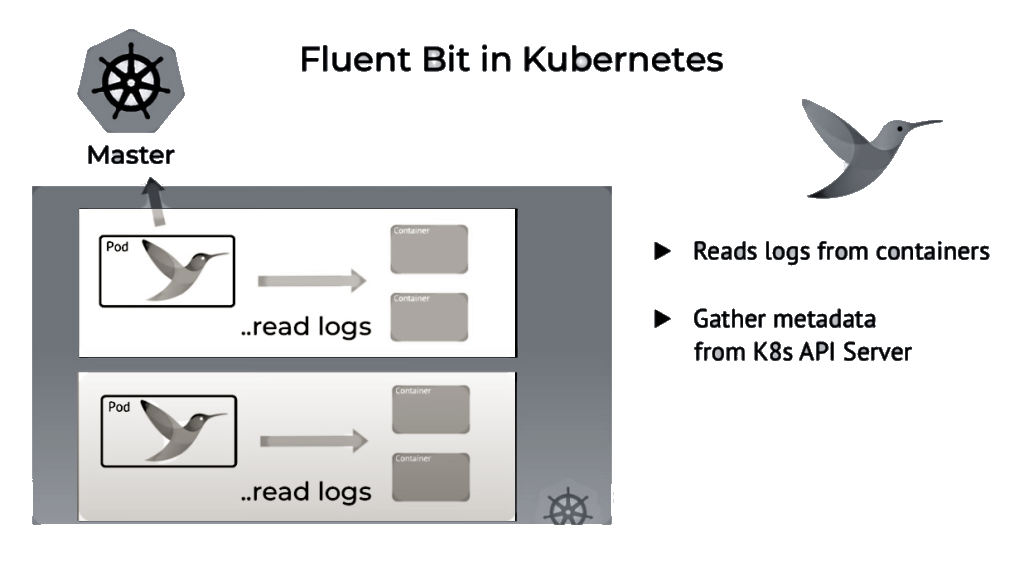 Fluent Bit in Kubernetes
Master
Pod
Container
Container
..read logs
Pod
Container
Container
..read logs
Reads logs from containers
Gather metadata
from K8s API Server